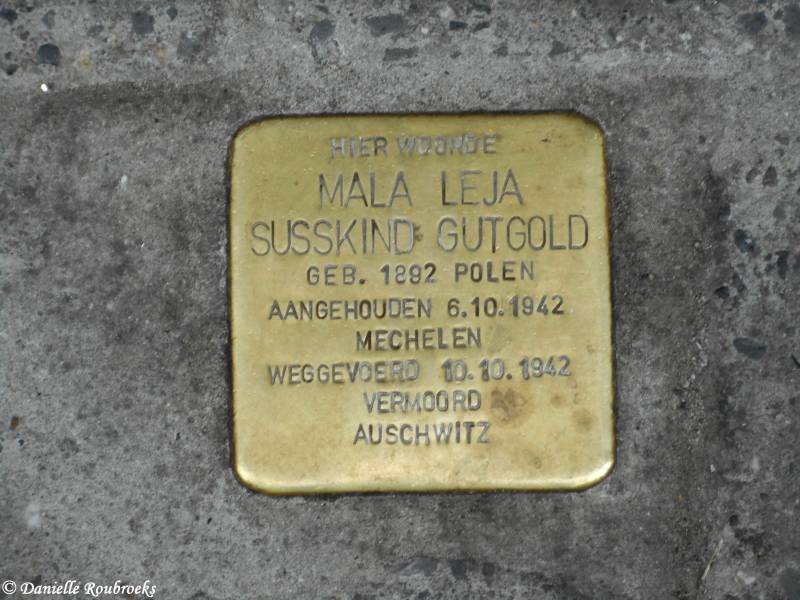 HIER WOONDE
MALA LEJA
SUSSKIND GUTGOLD
GEB. 1892 POLEN
AANGEHOUDEN 6.10.1942
MECHELEN
WEGGEVOERD 10.10.1942
VERMOORD
AUSCHWITZ
© Danielle Roubroeks